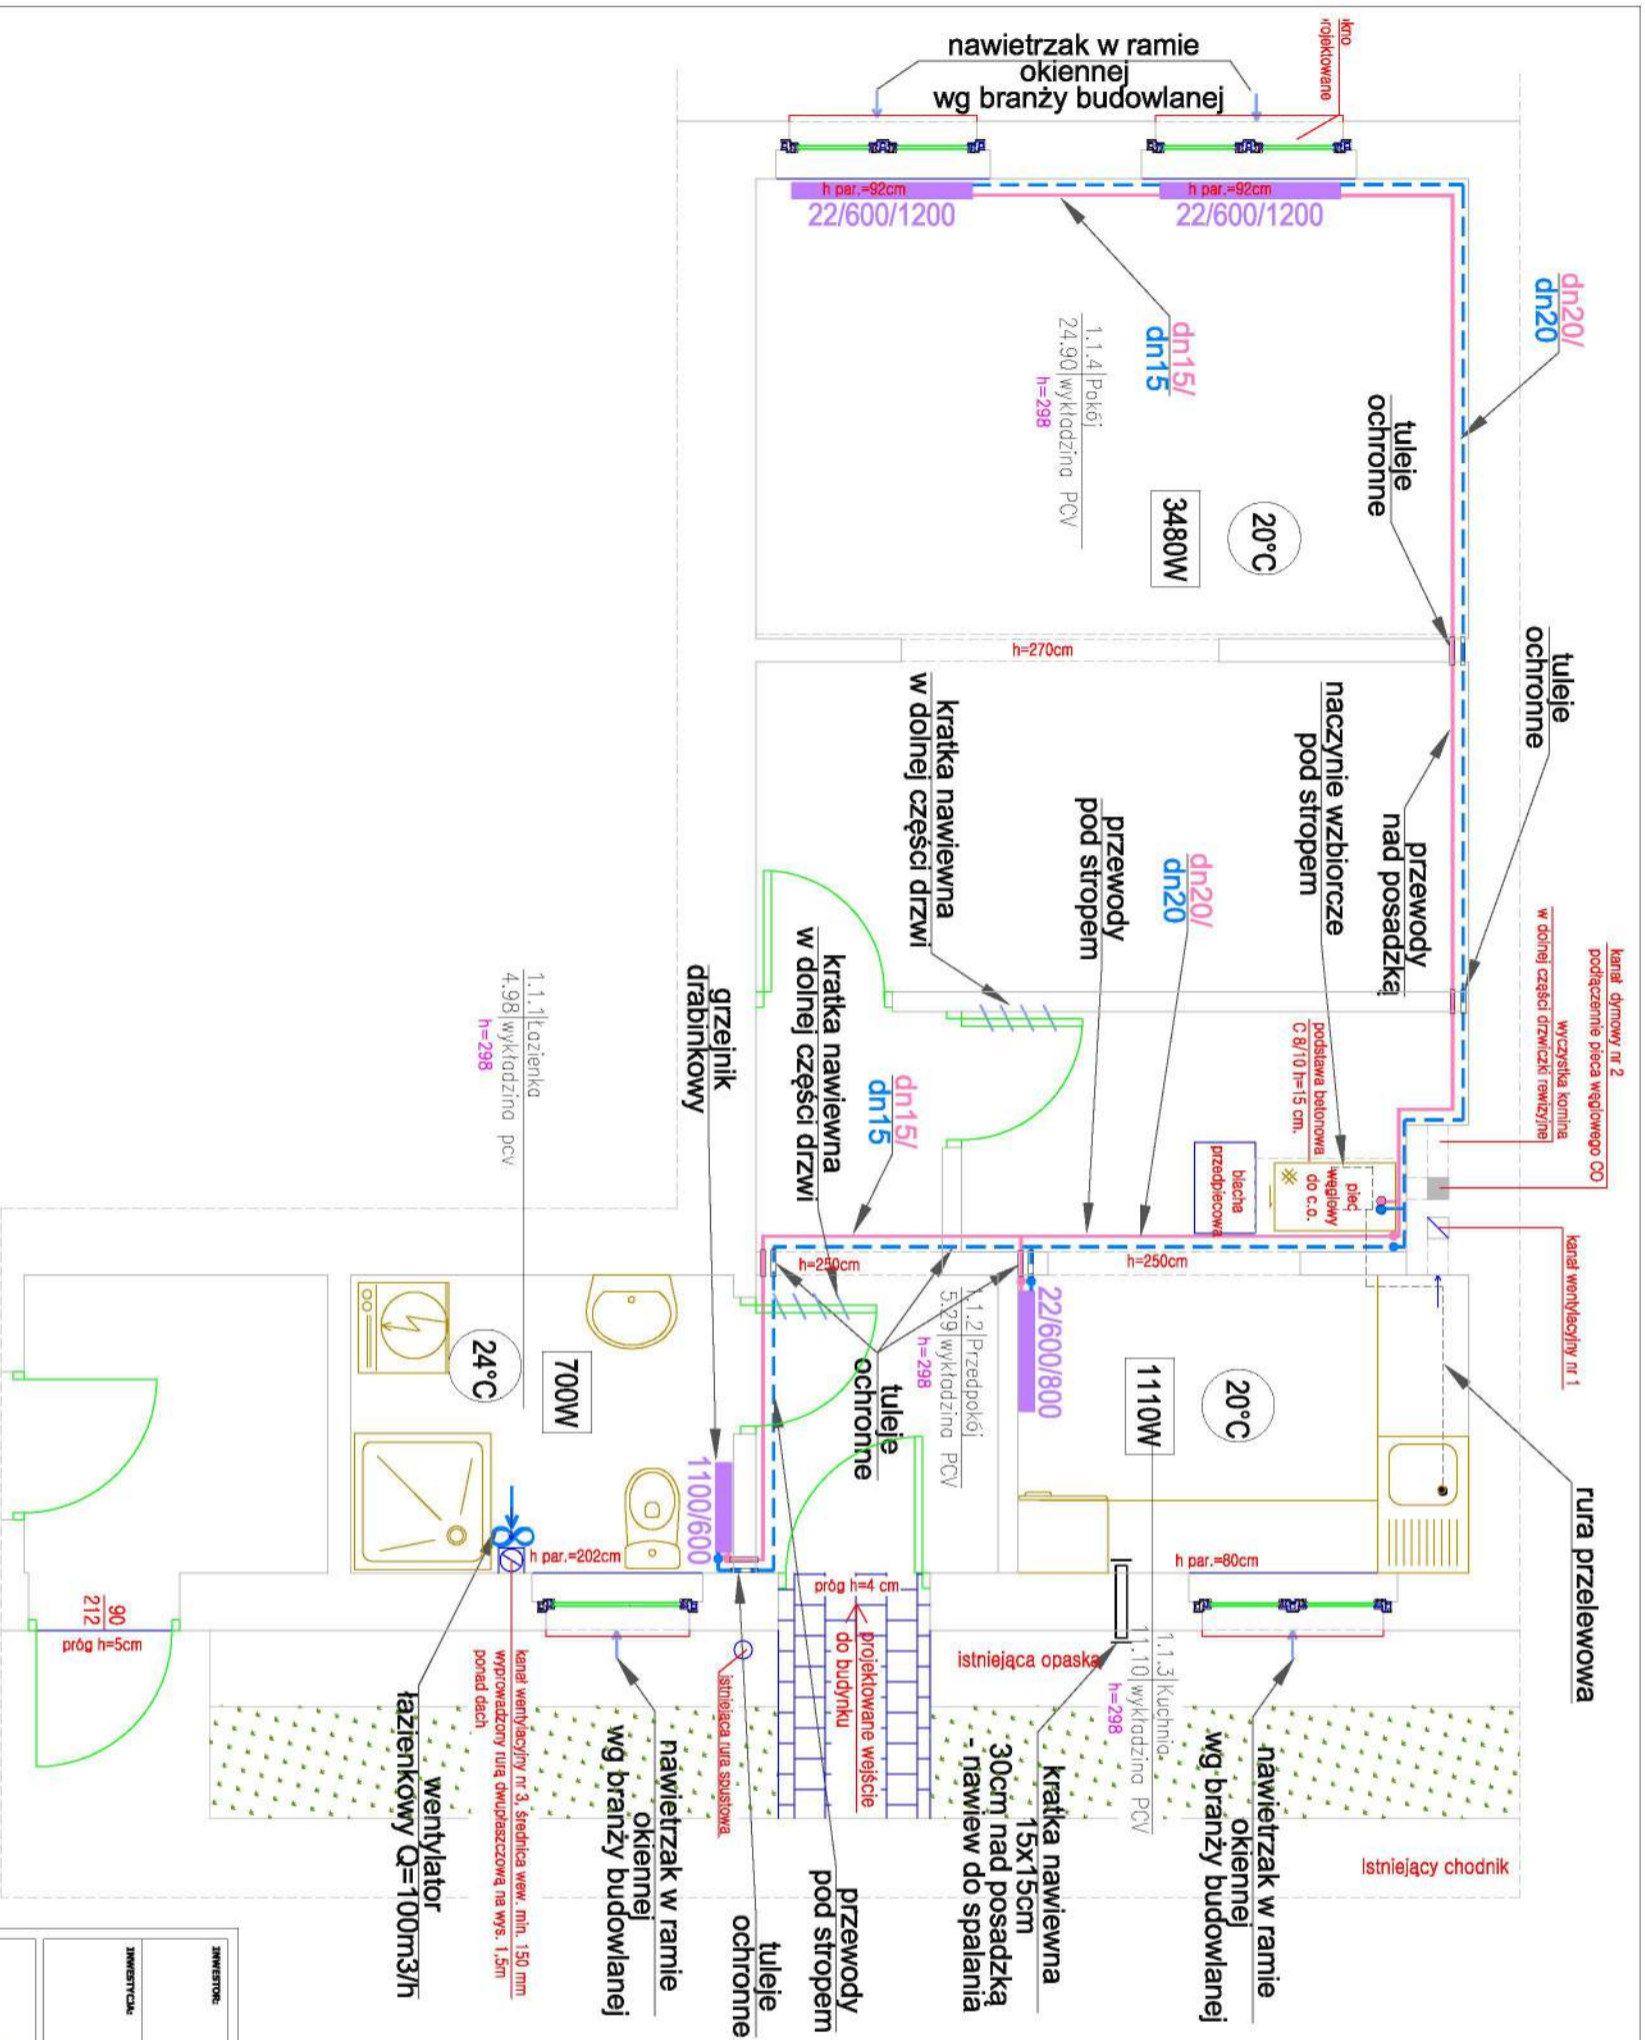 nawietrzak w ramie
okiennej
wg branży budowlanej
rojektowane
h par.=92cm
22/600/1200
h par.=92cm
22/600/1200
dn20/
dn20
dn15/
dn15
1.1.4 Pokój
24.90 wykładzina PCV
h=298
20°C
3480W
tuleje
ochronne
h=270cm
tuleje
ochronne
naczynie wzbiorcze
pod stropem
przewody
nad posadzką
kratka nawiewna
w dolnej części drzwi
przewody
pod stropem
dn20/
dn20
kanał dymowy nr 2
podłączennie pieca węglowego CO
wyczystka komina
w dolnej części drzwiczki rewizyjne
kanał wentylacyjny nr 1
podstawa betonowa
C 8/10 h=15 cm.
piec
węglowy
do c.o.
blacha
przedpiecowa
kratka nawiewna
w dolnej części drzwi
dn15/
dn15
grzejnik
drabinkowy
1.1.1 Łazienka
4.98 wykładzina pcv
h=298
h=250cm
h=250cm
1.1.2 Przedpokój
5.29 wykładzina PCV
h=298
22/600/800
1110W
20°C
tuleje
ochronne
700W
24°C
1100/600
rura przelewowa
h par.=202cm
h par.=80cm
próg h=4 cm
projektowane wejście
do budynku
istniejąca opaska
1.1.3 Kuchnia
11.10 wykładzina PCV
h=298
istniejąca rura spustowa
90
212
próg h=5cm
kanał wentylacyjny nr 3, średnica wew. min. 150 mm
wyprowadzony rurą dwupłaszczową na wys. 1,5m
ponad dach
wentylator
łazienkowy Q=100m3/h
nawietrzak w ramie
okiennej
wg branży budowlanej
przewody
pod stropem
tuleje
ochronne
kratka nawiewna
15x15cm
30cm nad posadzką
- nawiew do spalania
nawietrzak w ramie
okiennej
wg branży budowlanej
Istniejący chodnik
INWESTOR:
INWESTYCJA: